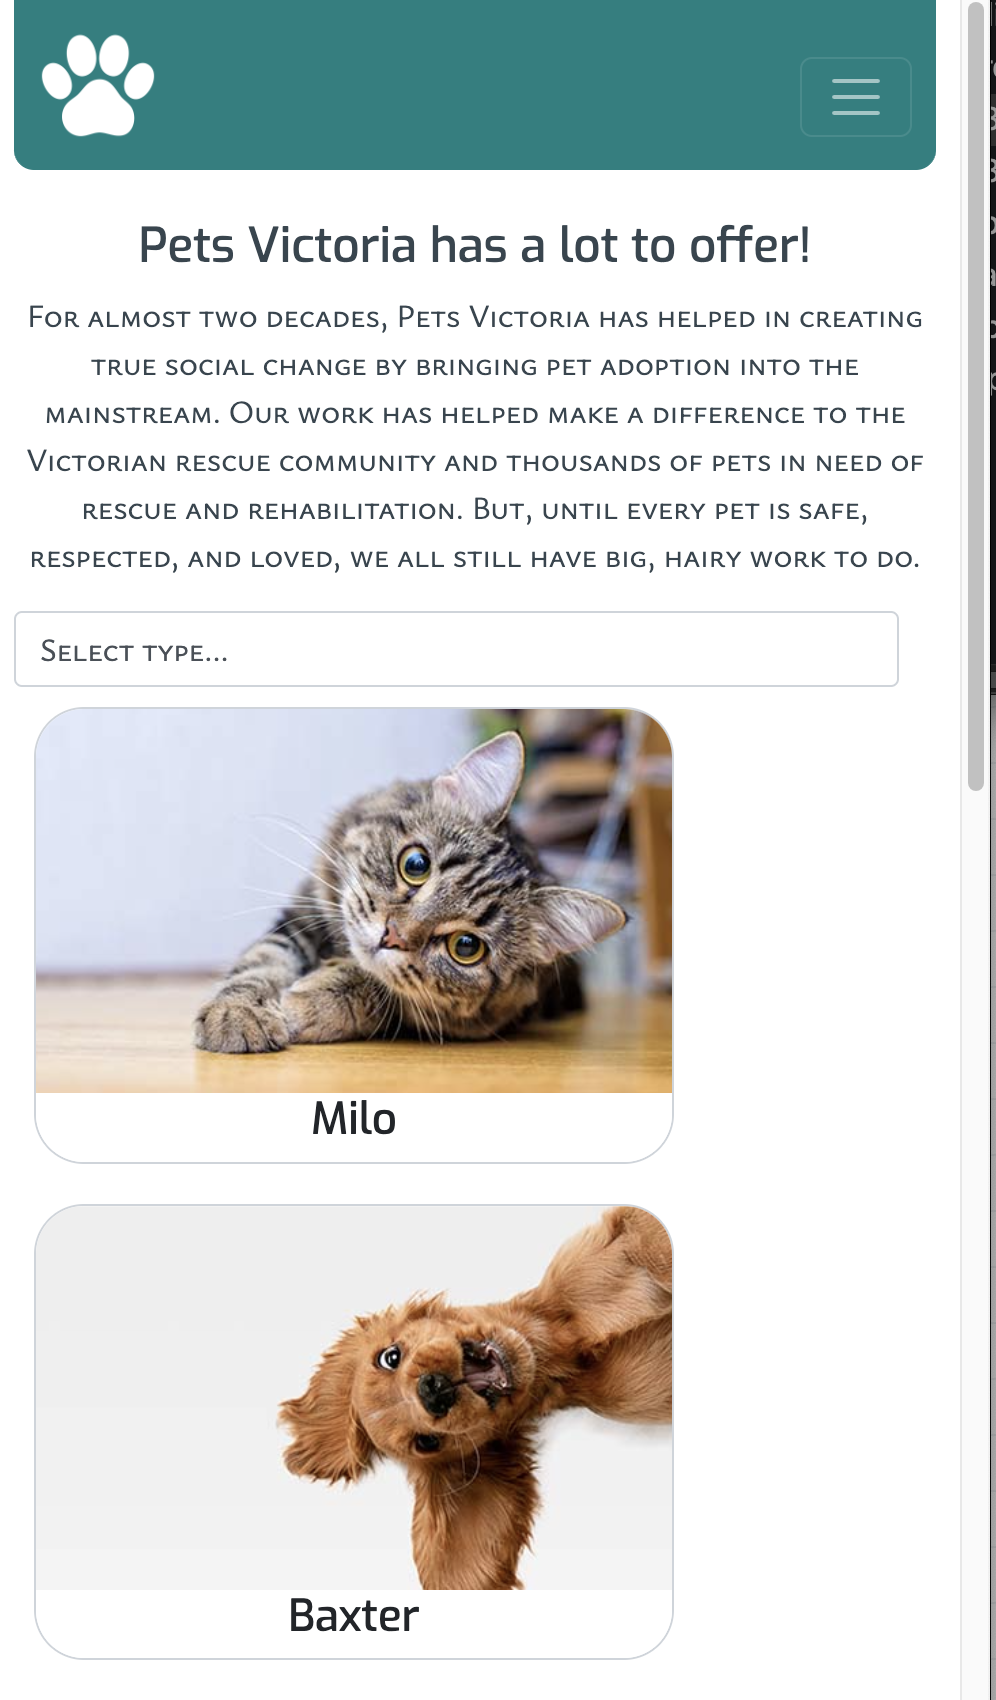 Pets Victoria has a lot to offer!
For almost two decades, Pets Victoria has helped in creating
true social change by bringing pet adoption into the
mainstream. Our work has helped make a difference to the
Victorian rescue community and thousands of pets in need of
rescue and rehabilitation. But, until every pet is safe,
respected, and loved, we all still have big, hairy work to do.
Select type...
Milo
Baxter